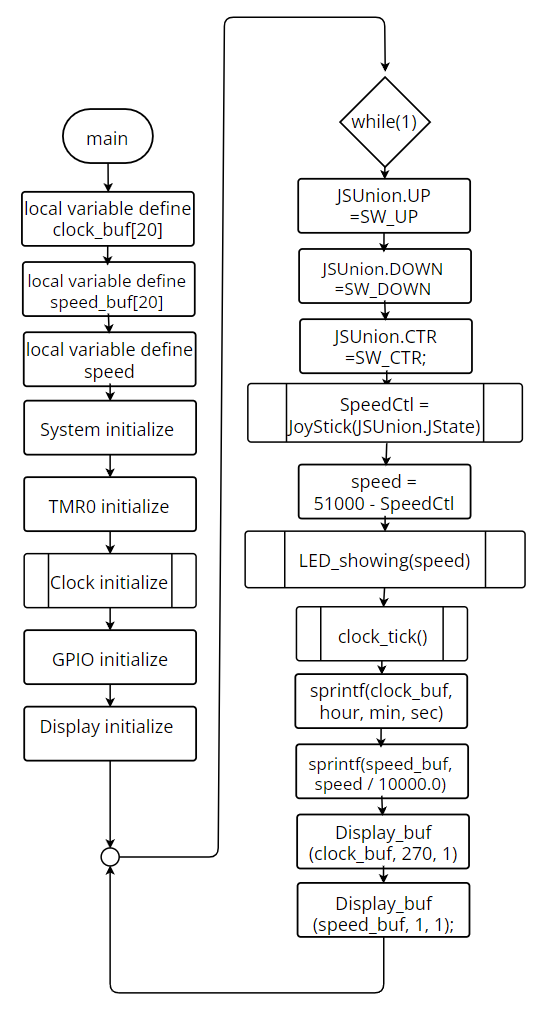 main
local variable define
clock_buf[20]
local variable define
speed_buf[20]
local variable define
speed
System initialize
TMR0 initialize
Clock initialize
GPIO initialize
Display initialize
while(1)
JSUnion.UP
=SW_UP
JSUnion.DOWN
=SW_DOWN
JSUnion.CTR
=SW_CTR;
SpeedCtl =
JoyStick(JSUnion.JState)
speed =
51000 - SpeedCtl
LED_showing(speed)
clock_tick()
sprintf(clock_buf,
hour, min, sec)
sprintf(speed_buf,
speed / 10000.0)
Display_buf
(clock_buf, 270, 1)
Display_buf
(speed_buf, 1, 1);